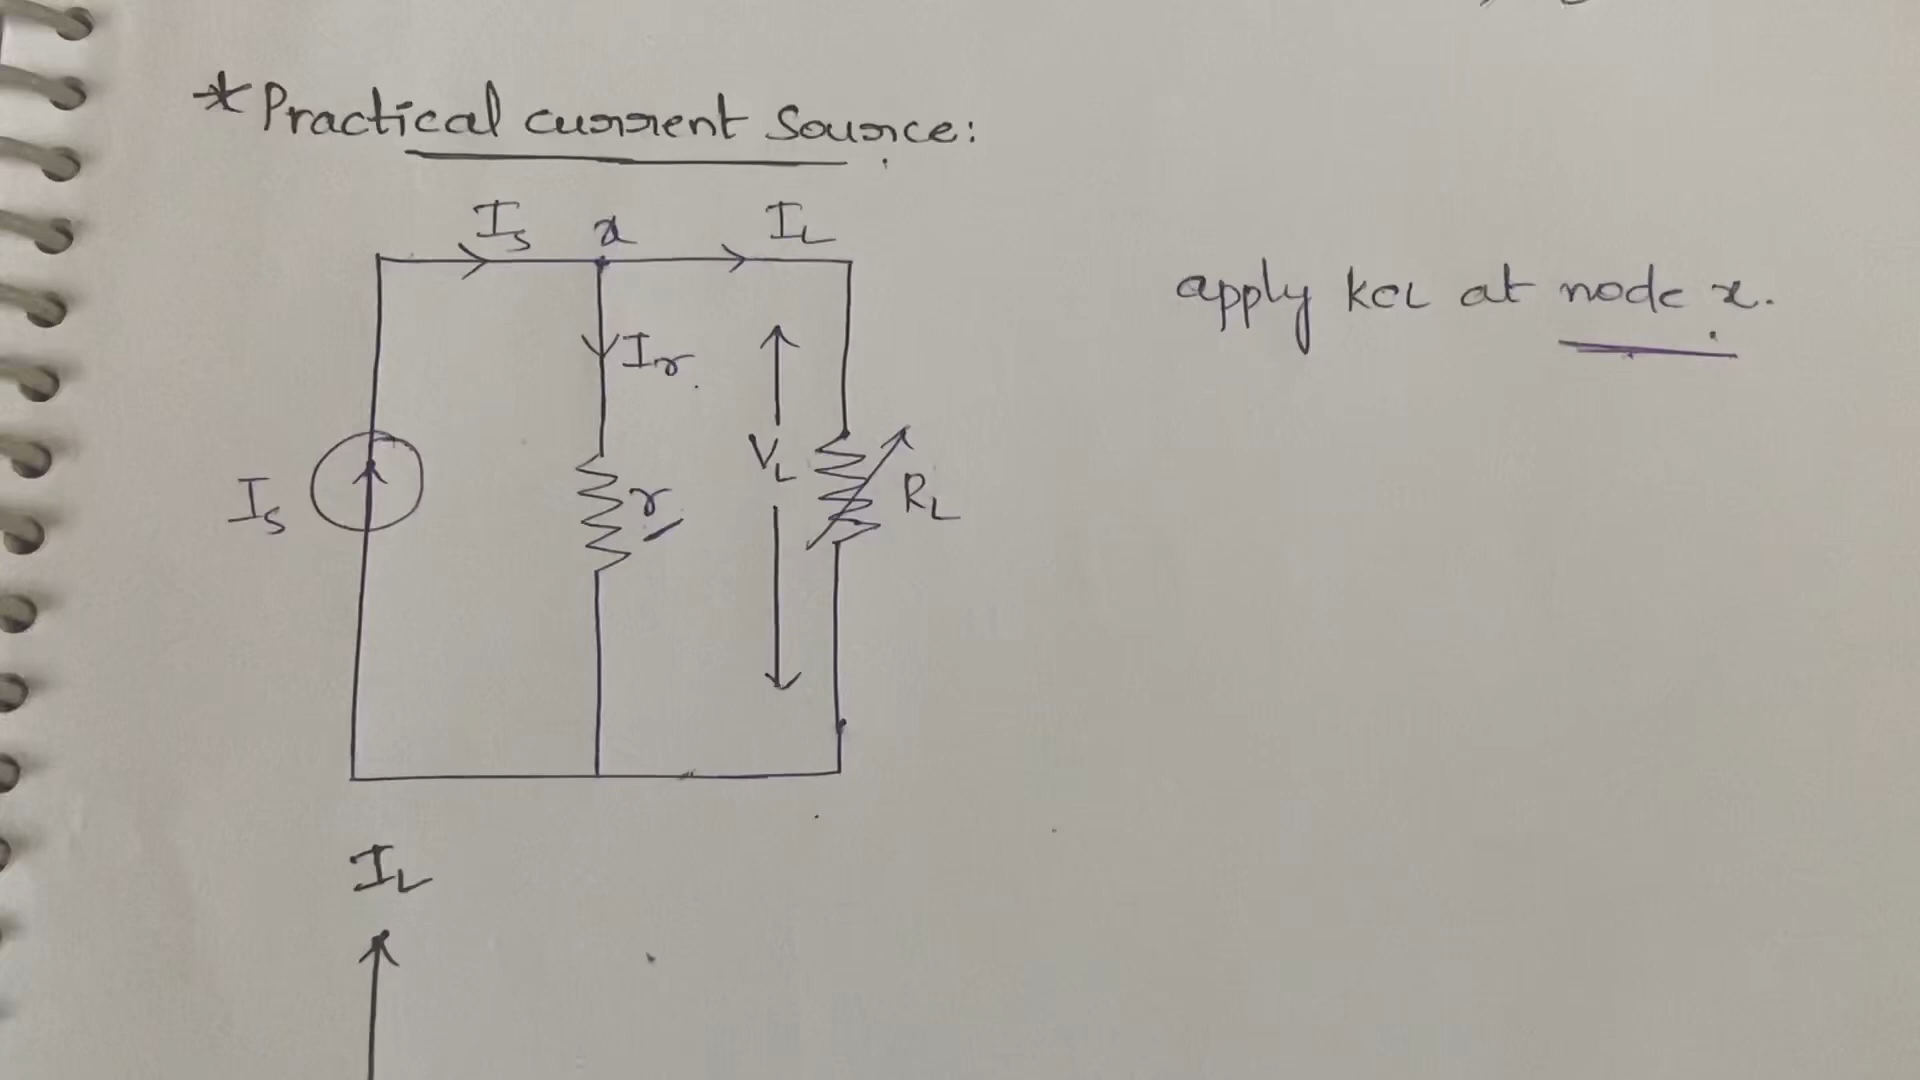 *Practical current source:
Is x IL
apply KCL at node x.
Ir
VL
Is r RL
IL